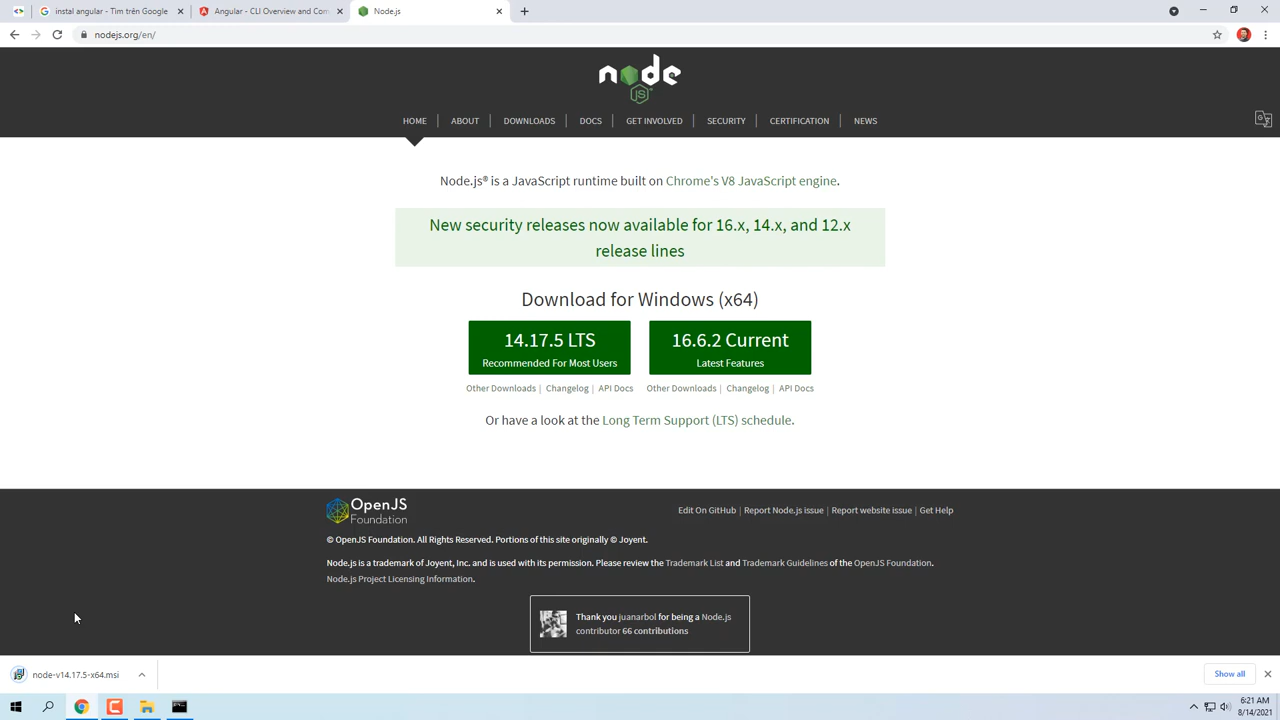 instal angular - Tìm trên Google
Angular - CLI Overview and Com
Node.js
nodejs.org/en/
node
JS
HOME
ABOUT
DOWNLOADS
DOCS
GET INVOLVED
SECURITY
CERTIFICATION
NEWS
Node.js® is a JavaScript runtime built on Chrome's V8 JavaScript engine.
New security releases now available for 16.x, 14.x, and 12.x
release lines
Download for Windows (x64)
14.17.5 LTS
Recommended For Most Users
16.6.2 Current
Latest Features
Other Downloads | Changelog | API Docs
Other Downloads | Changelog | API Docs
Or have a look at the Long Term Support (LTS) schedule.
OpenJS
Foundation
Edit On GitHub | Report Node.js issue | Report website issue | Get Help
© OpenJS Foundation. All Rights Reserved. Portions of this site originally © Joyent.
Node.js is a trademark of Joyent, Inc. and is used with its permission. Please review the Trademark List and Trademark Guidelines of the OpenJS Foundation.
Node.js Project Licensing Information.
Thank you juanarbol for being a Node.js
contributor 66 contributions
node-v14.17.5-x64.msi
Show all
6:21 AM
8/14/2021